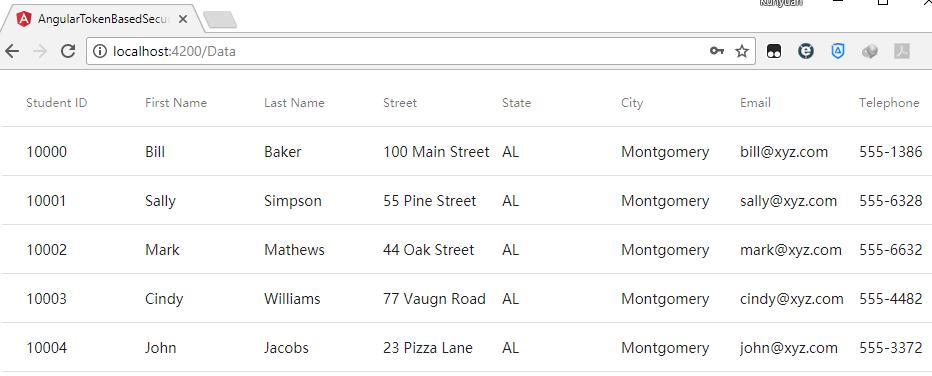 Kunyuan
AngularTokenBasedSecu
localhost:4200/Data
Student ID First Name Last Name Street State City Email Telephone
10000 Bill Baker 100 Main Street AL Montgomery bill@xyz.com 555-1386
10001 Sally Simpson 55 Pine Street AL Montgomery sally@xyz.com 555-6328
10002 Mark Mathews 44 Oak Street AL Montgomery mark@xyz.com 555-6632
10003 Cindy Williams 77 Vaugn Road AL Montgomery cindy@xyz.com 555-4482
10004 John Jacobs 23 Pizza Lane AL Montgomery john@xyz.com 555-3372